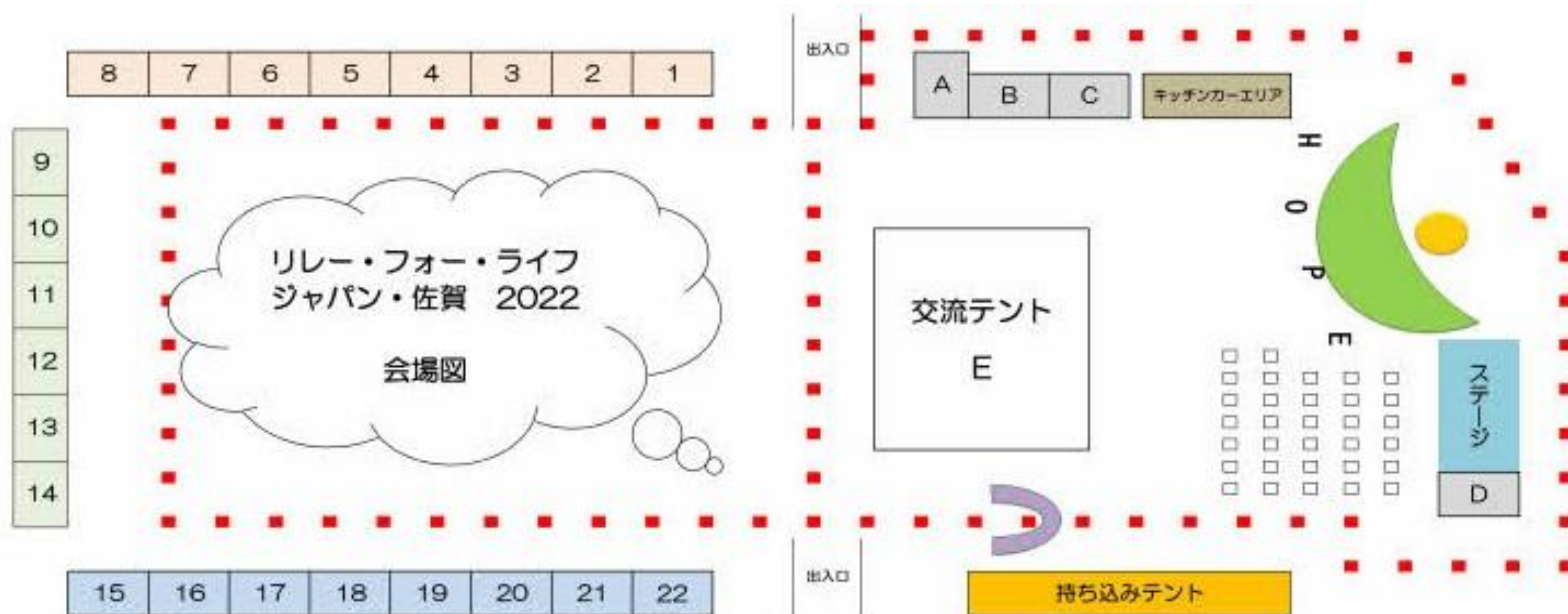 8 7 6 5 4 3 2 1
出入口
A B C キッチンカーエリア
9
10
11
12
13
14
リレー・フォー・ライフ
ジャパン・佐賀 2022
会場図
交流テント
E
H
O
P
E
ステージ
D
15 16 17 18 19 20 21 22
出入口
持ち込みテント